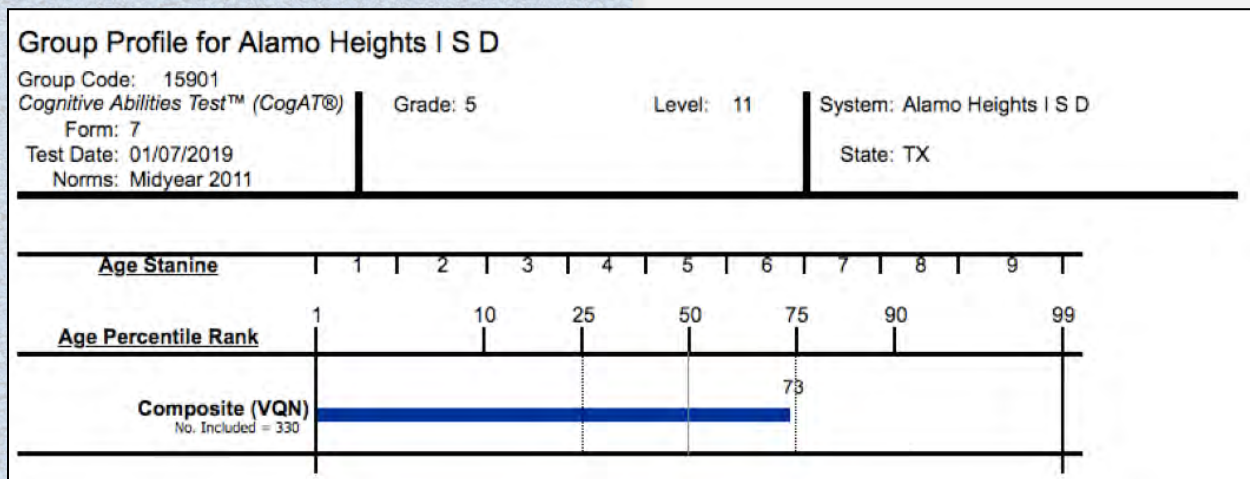 Group Profile for Alamo Heights I S D
Group Code: 15901
Cognitive Abilities Test™ (CogAT®) Grade: 5 Level: 11 System: Alamo Heights I S D
Form: 7
Test Date: 01/07/2019 State: TX
Norms: Midyear 2011
Age Stanine 1 2 3 4 5 6 7 8 9
1 10 25 50 75 90 99
Age Percentile Rank
73
Composite (VQN)
No. Included = 330